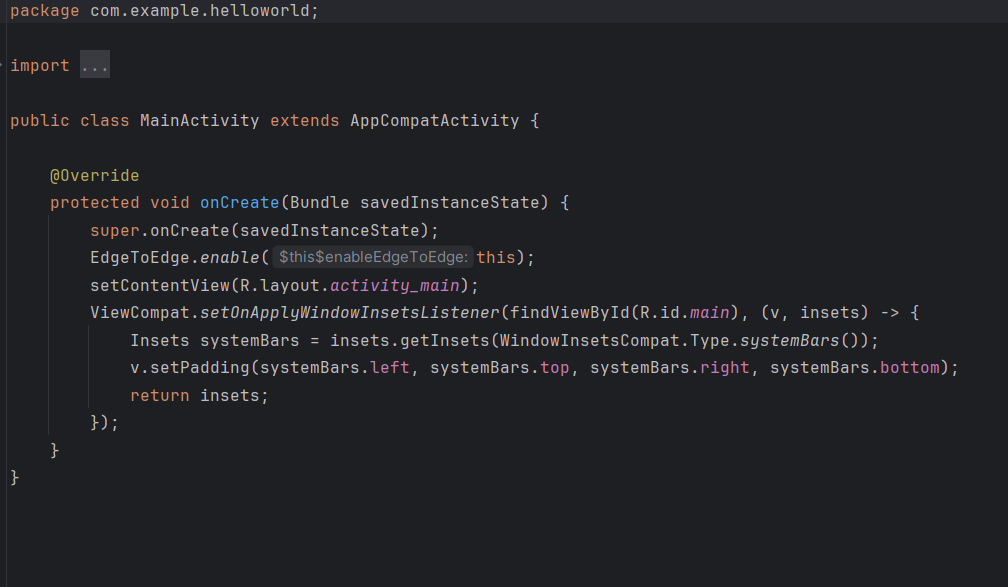 package com.example.helloworld;
import ...
public class MainActivity extends AppCompatActivity {
@Override
protected void onCreate(Bundle savedInstanceState) {
super.onCreate(savedInstanceState);
EdgeToEdge.enable( $this$enableEdgeToEdge: this);
setContentView(R.layout.activity_main);
ViewCompat.setOnApplyWindowInsetsListener(findViewById(R.id.main), (v, insets) -> {
Insets systemBars = insets.getInsets(WindowInsetsCompat.Type.systemBars());
v.setPadding(systemBars.left, systemBars.top, systemBars.right, systemBars.bottom);
return insets;
});
}
}